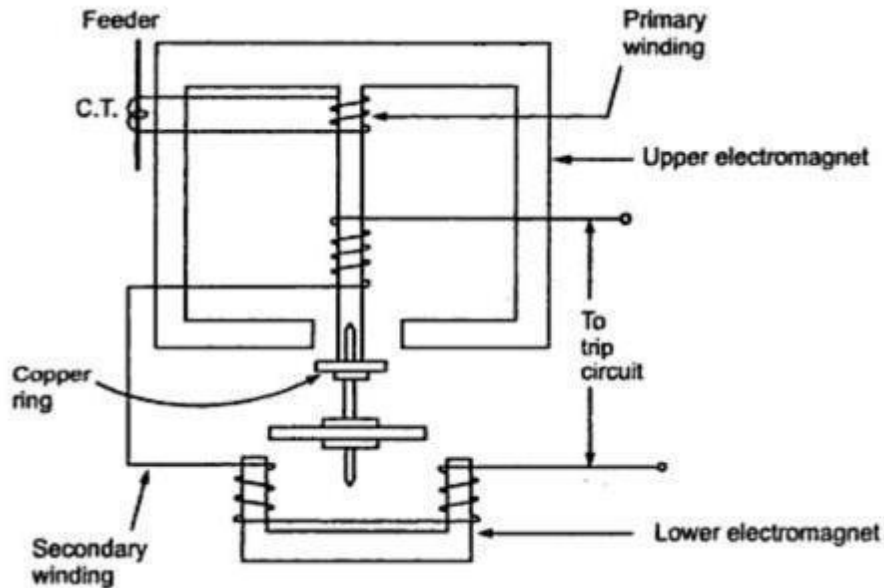 Feeder
Primary
winding
C.T.
Upper electromagnet
To
trip
circuit
Copper
ring
Secondary
winding
Lower electromagnet